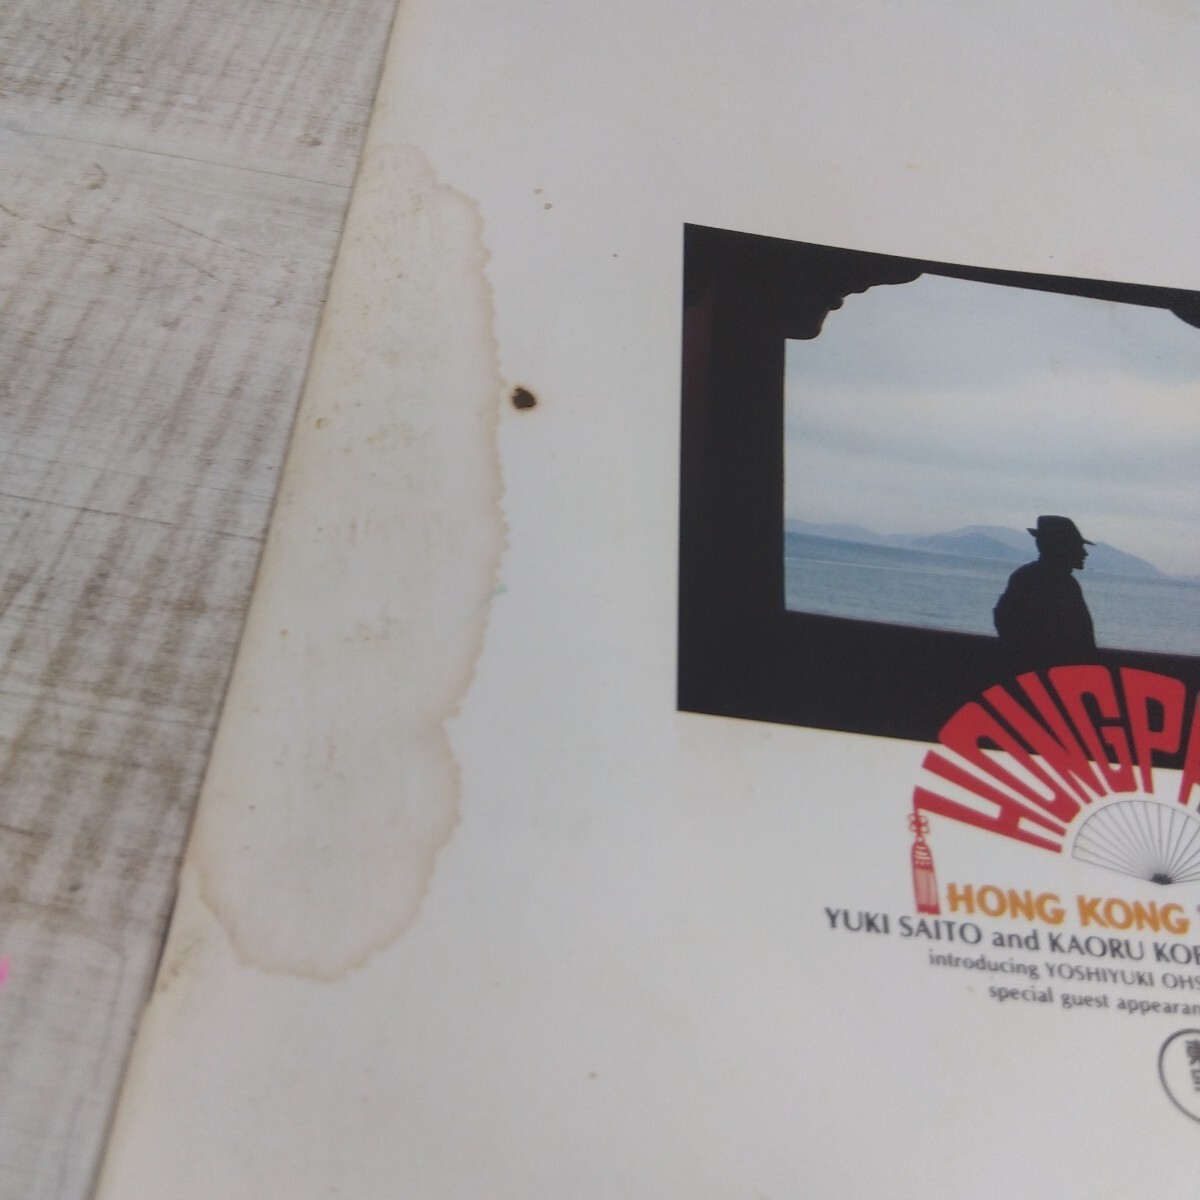 HONGP
HONG KONG
YUKI SAITO and KAORU KOB
introducing YOSHIYUKI OHS
special guest appearan